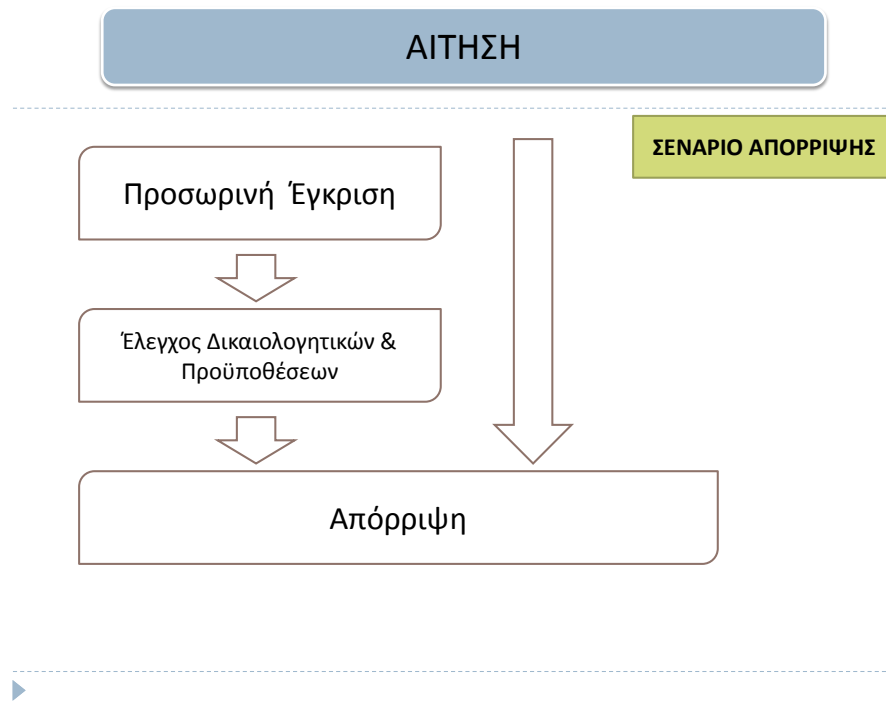 ΑΙΤΗΣΗ
ΣΕΝΑΡΙΟ ΑΠΟΡΡΙΨΗΣ
Προσωρινή Έγκριση
Έλεγχος Δικαιολογητικών &
Προϋποθέσεων
Απόρριψη